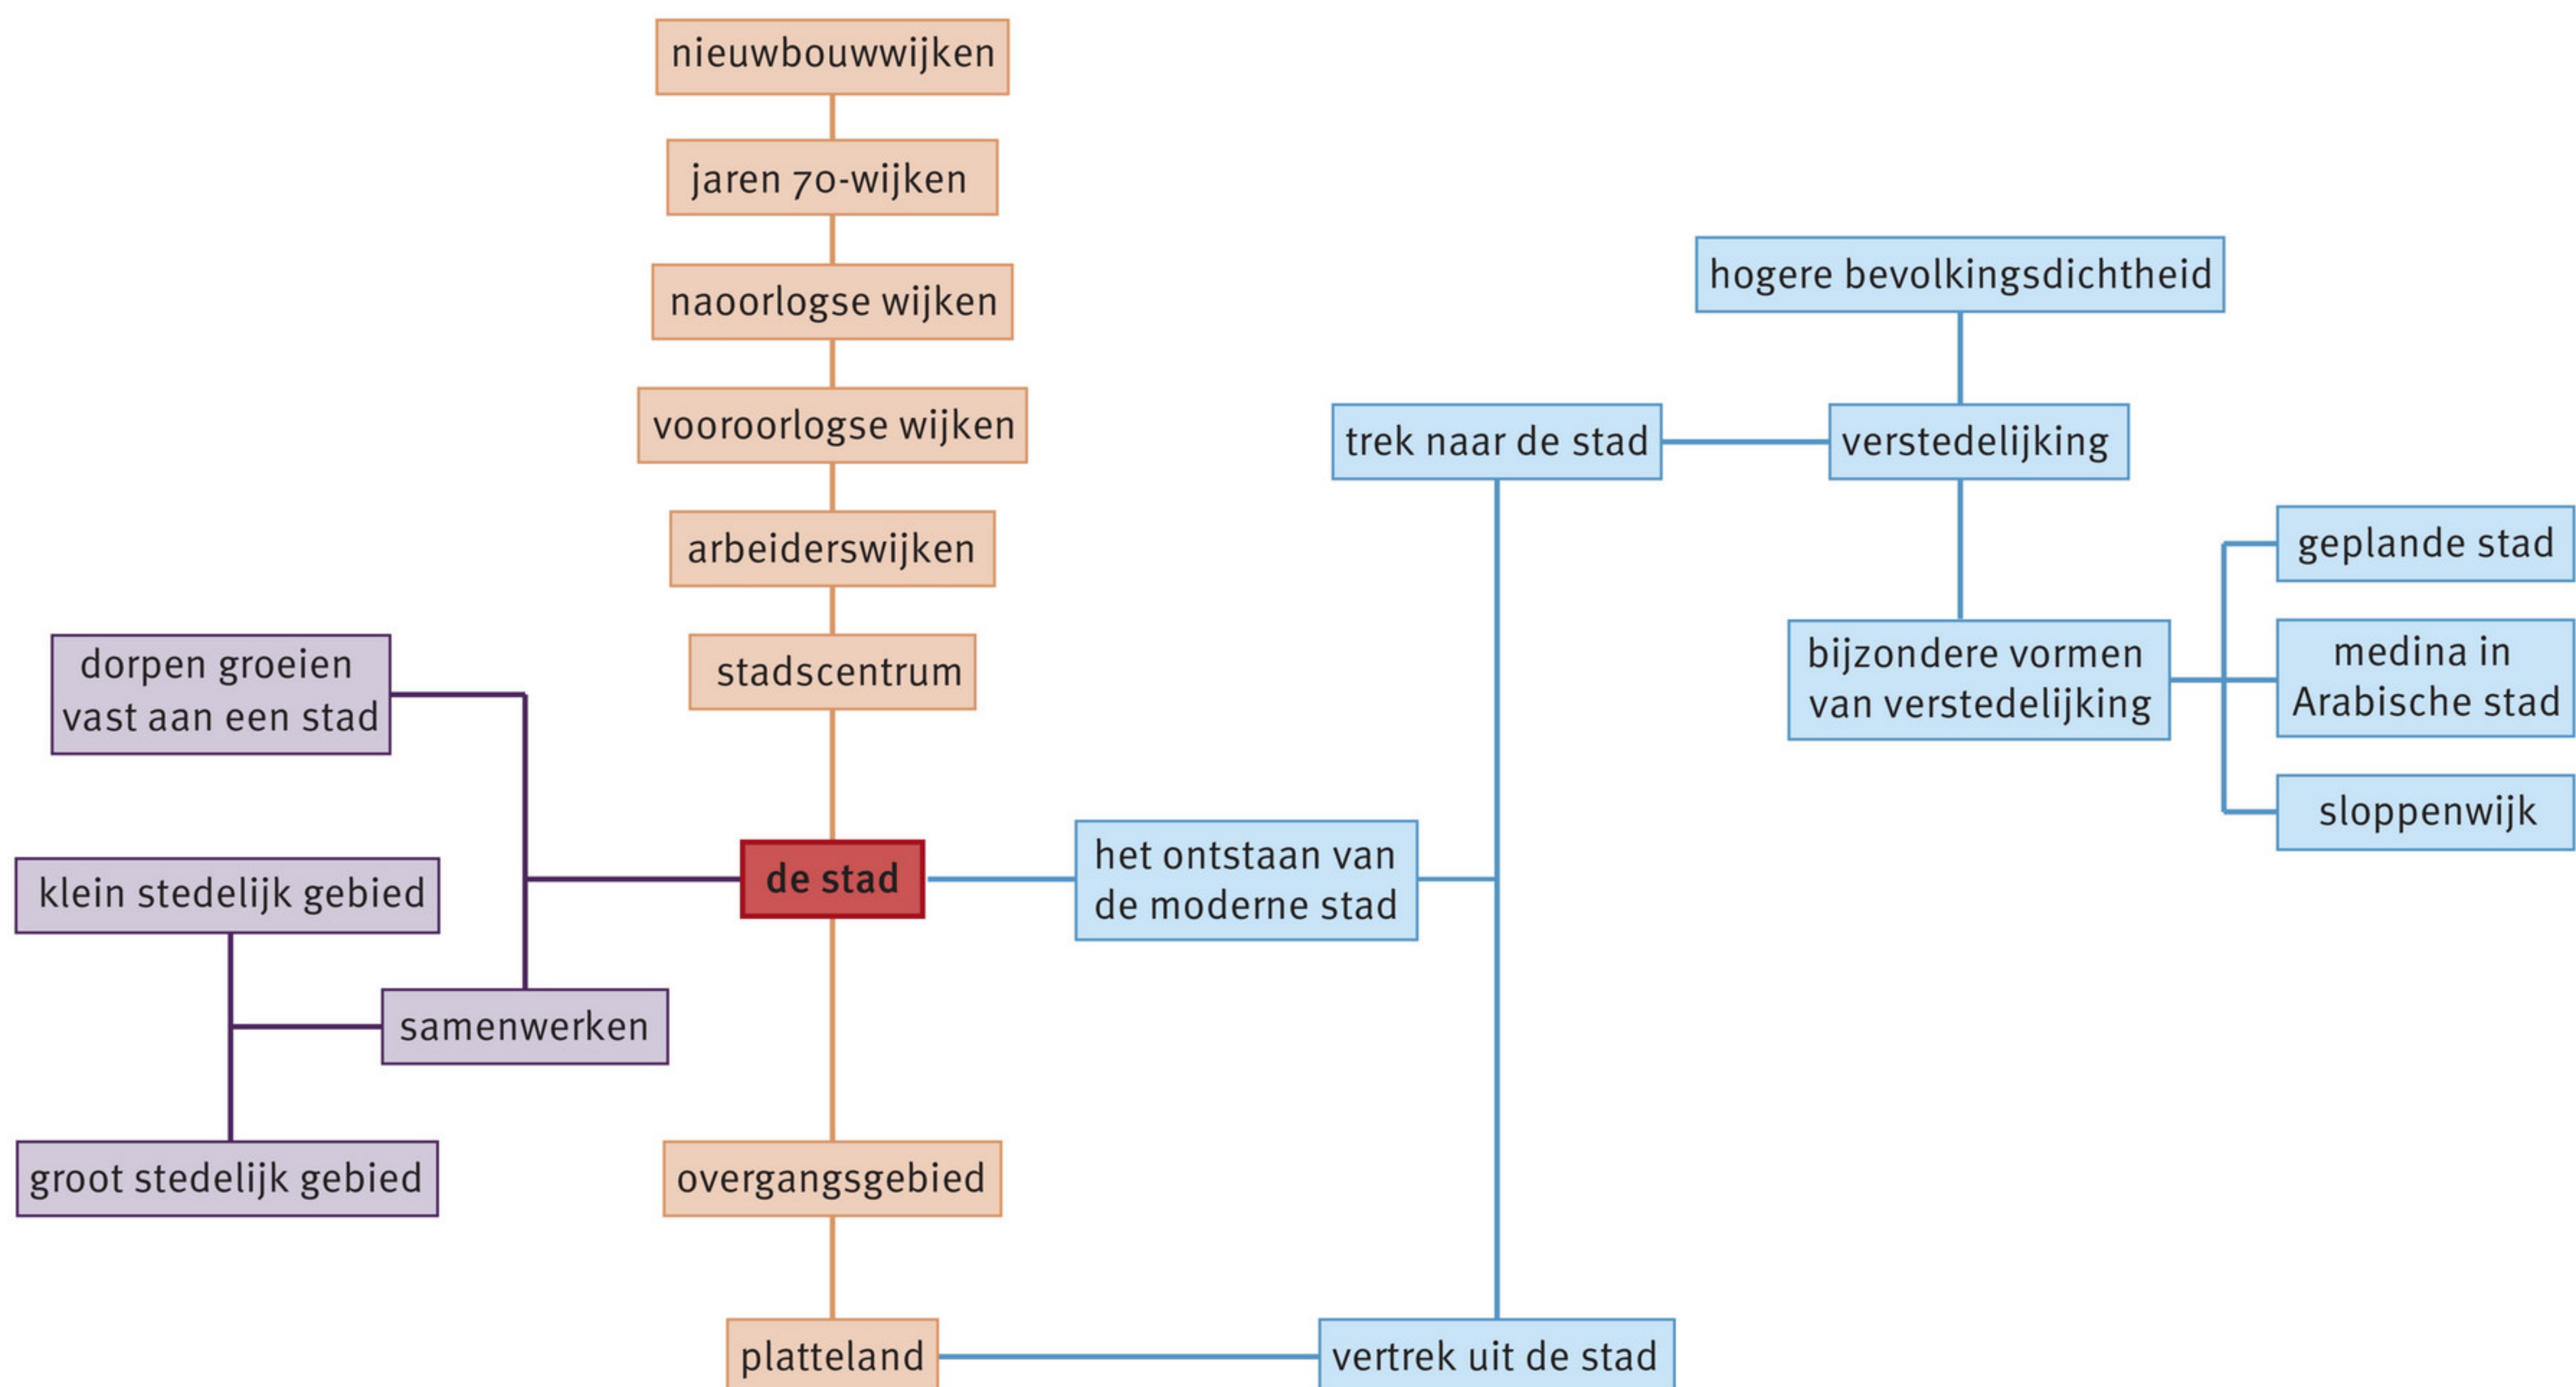 nieuwbouwwijken
jaren 70-wijken
naoorlogse wijken
vooroorlogse wijken
arbeiderswijken
stadscentrum
de stad
overgangsgebied
platteland
dorpen groeien
vast aan een stad
klein stedelijk gebied
samenwerken
groot stedelijk gebied
het ontstaan van
de moderne stad
trek naar de stad
verstedelijking
hogere bevolkingsdichtheid
bijzondere vormen
van verstedelijking
geplande stad
medina in
Arabische stad
sloppenwijk
vertrek uit de stad